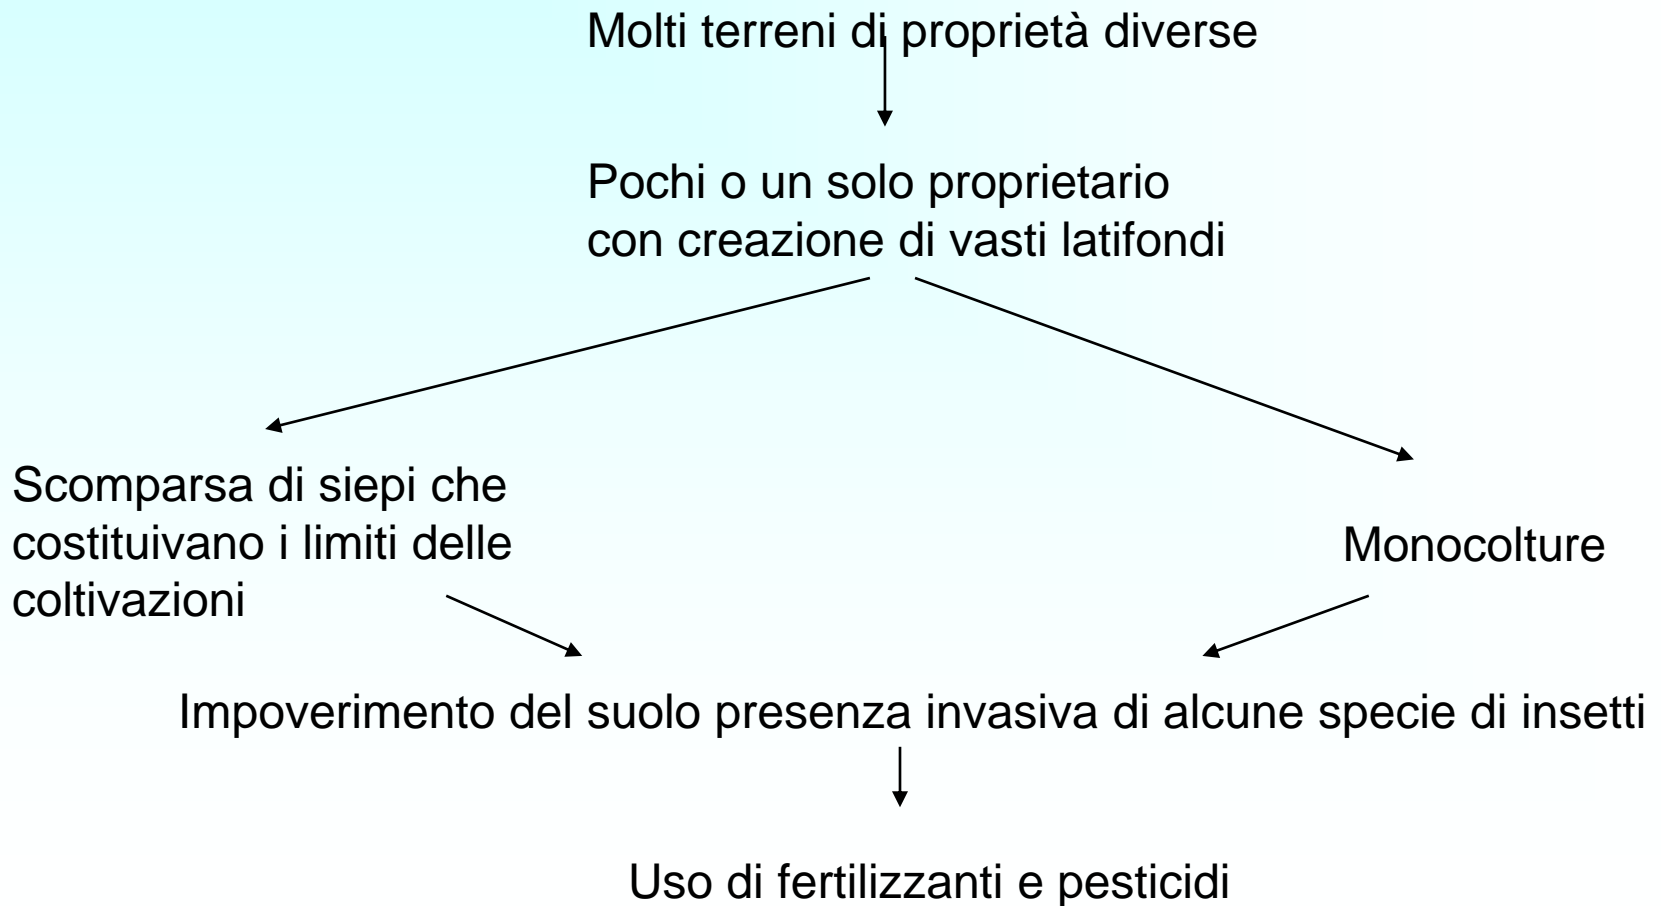 Molti terreni di proprietà diverse
Pochi o un solo proprietario
con creazione di vasti latifondi
Scomparsa di siepi che
costituivano i limiti delle
coltivazioni
Monocolture
Impoverimento del suolo presenza invasiva di alcune specie di insetti
Uso di fertilizzanti e pesticidi